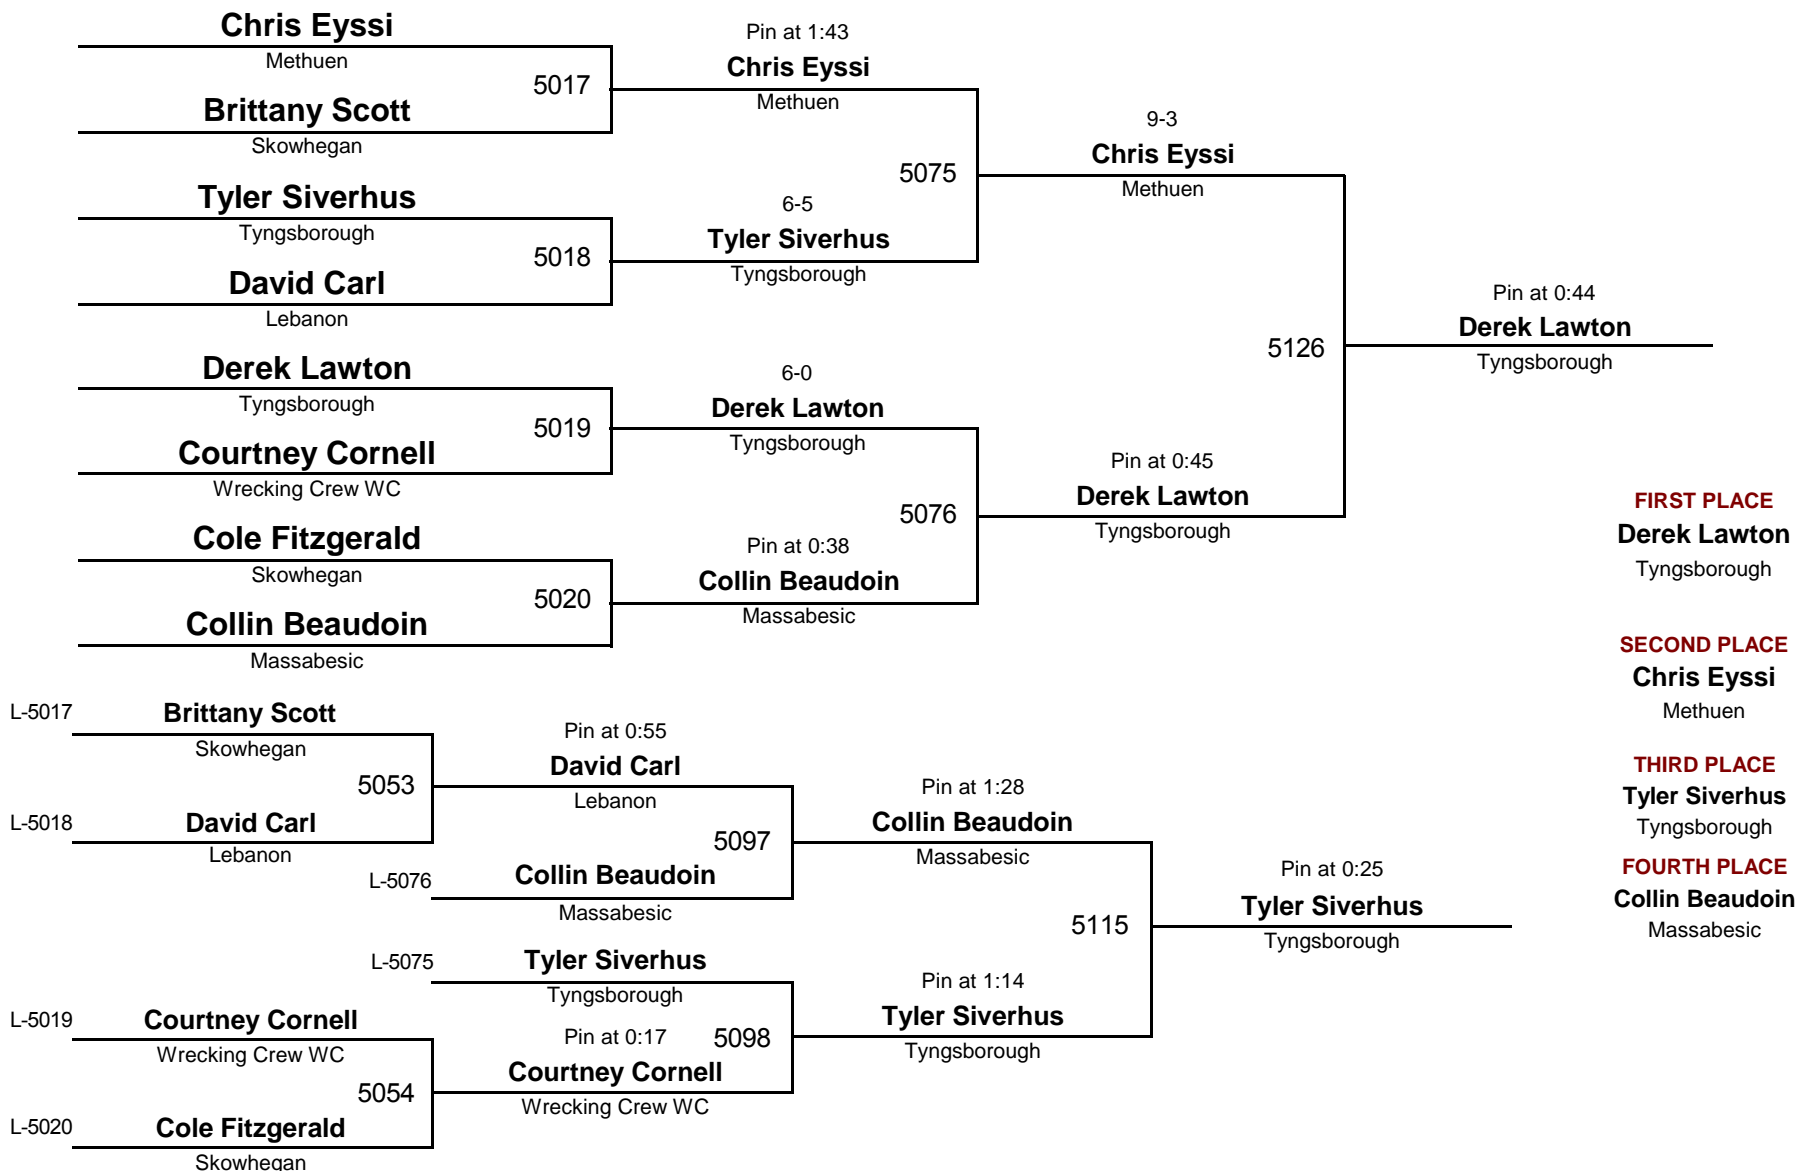 Chris Eyssi
Methuen
5017
Brittany Scott
Skowhegan
Tyler Siverhus
Tyngsborough
5018
David Carl
Lebanon
Derek Lawton
Tyngsborough
5019
Courtney Cornell
Wrecking Crew WC
Cole Fitzgerald
Skowhegan
5020
Collin Beaudoin
Massabesic
Pin at 1:43
Chris Eyssi
Methuen
5075
6-5
Tyler Siverhus
Tyngsborough
6-0
Derek Lawton
Tyngsborough
5076
Pin at 0:38
Collin Beaudoin
Massabesic
9-3
Chris Eyssi
Methuen
5126
Pin at 0:45
Derek Lawton
Tyngsborough
Pin at 0:44
Derek Lawton
Tyngsborough
L-5017
Brittany Scott
Skowhegan
5053
L-5018
David Carl
Lebanon
Pin at 0:55
David Carl
Lebanon
5097
L-5076
Collin Beaudoin
Massabesic
L-5075
Tyler Siverhus
Tyngsborough
5098
L-5019
Courtney Cornell
Wrecking Crew WC
5054
L-5020
Cole Fitzgerald
Skowhegan
Pin at 0:17
Courtney Cornell
Wrecking Crew WC
Pin at 1:28
Collin Beaudoin
Massabesic
5115
Pin at 1:14
Tyler Siverhus
Tyngsborough
Pin at 0:25
Tyler Siverhus
Tyngsborough
FIRST PLACE
Derek Lawton
Tyngsborough
SECOND PLACE
Chris Eyssi
Methuen
THIRD PLACE
Tyler Siverhus
Tyngsborough
FOURTH PLACE
Collin Beaudoin
Massabesic